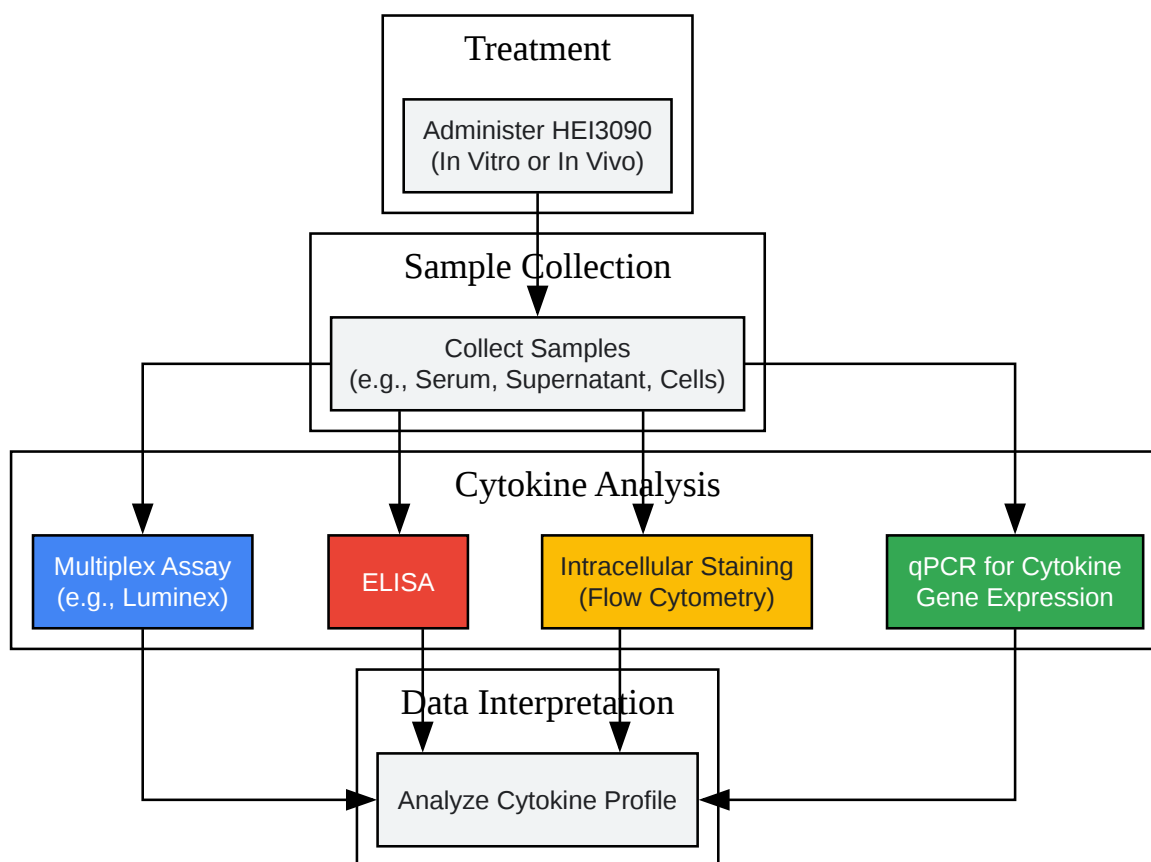 Treatment
Administer HEI3090
(In Vitro or In Vivo)
Sample Collection
Collect Samples
(e.g., Serum, Supernatant, Cells)
Cytokine Analysis
Multiplex Assay
(e.g., Luminex)
ELISA
Intracellular Staining
(Flow Cytometry)
qPCR for Cytokine
Gene Expression
Data Interpretation
Analyze Cytokine Profile